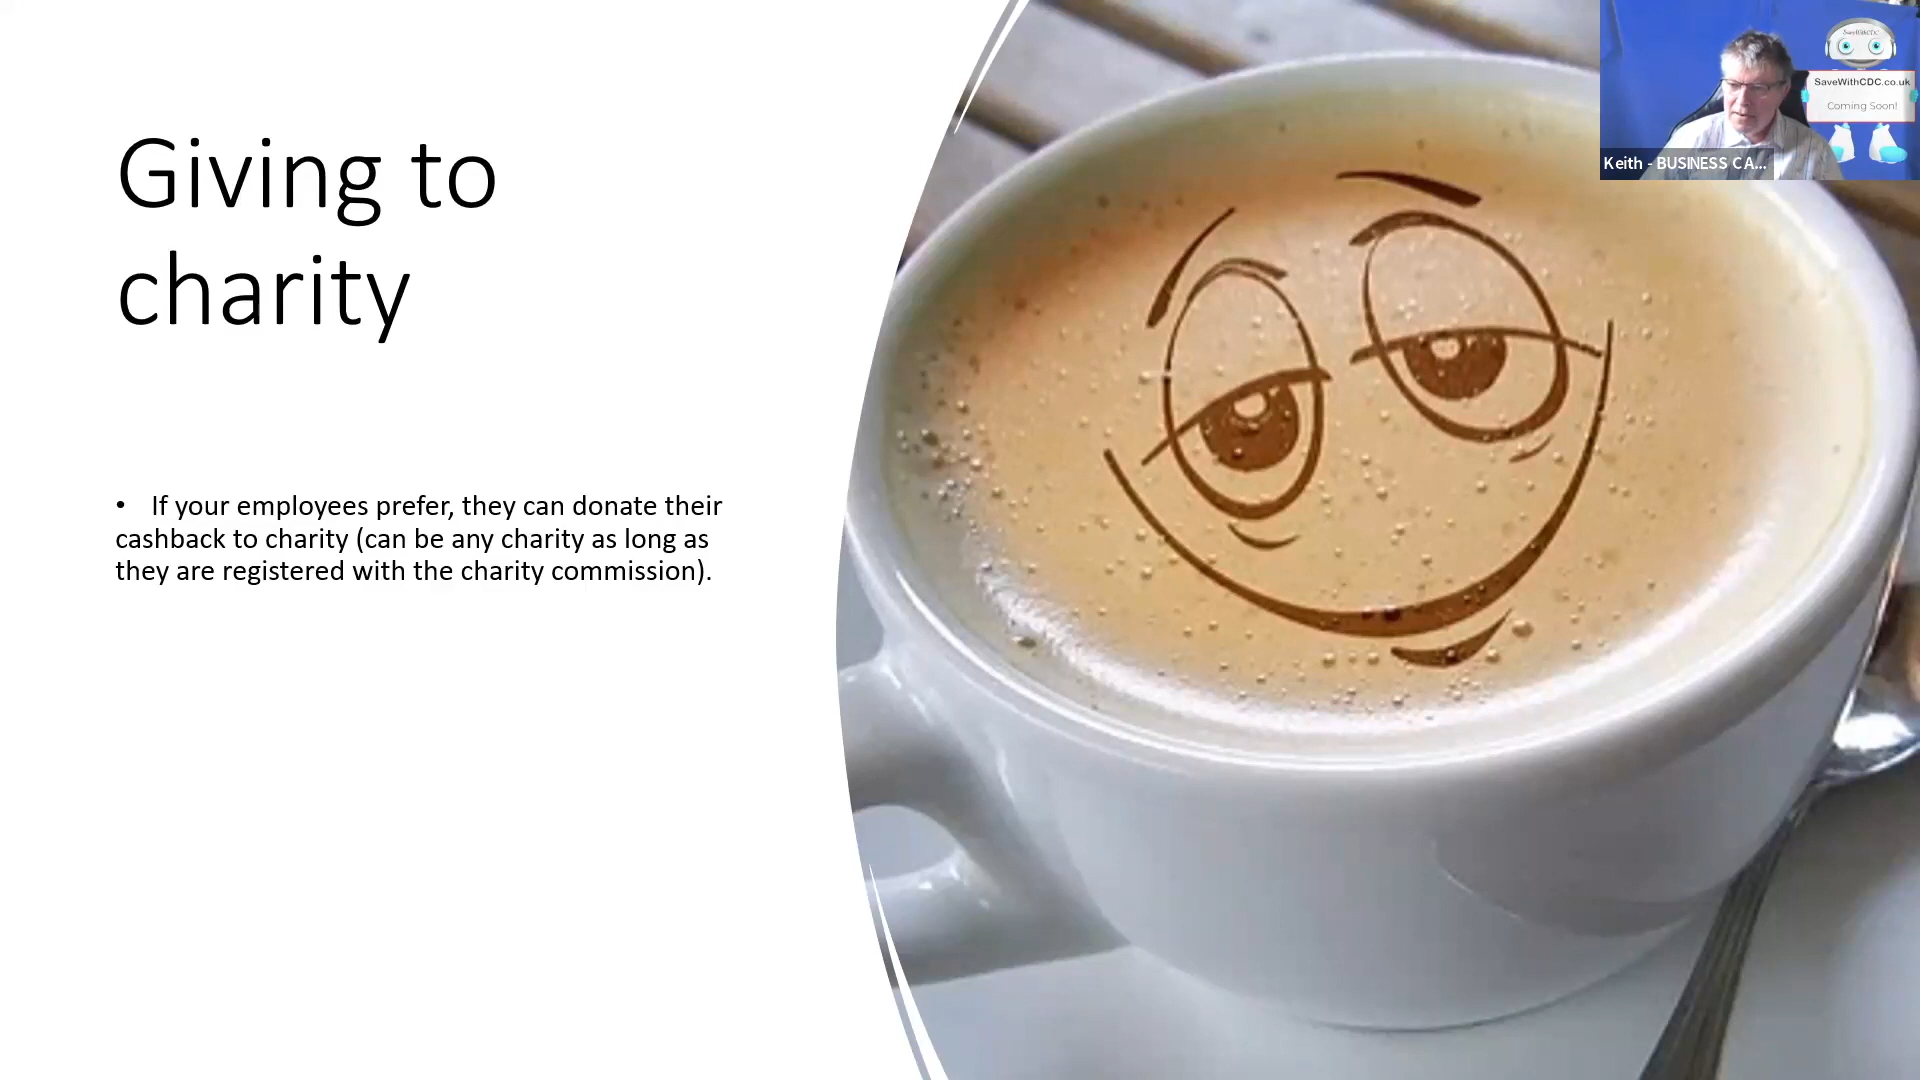 Giving to
charity
• If your employees prefer, they can donate their
cashback to charity (can be any charity as long as
they are registered with the charity commission).
SaveWithCDC
SaveWithCDC.co.uk
Coming Soon!
Keith - BUSINESS CA...